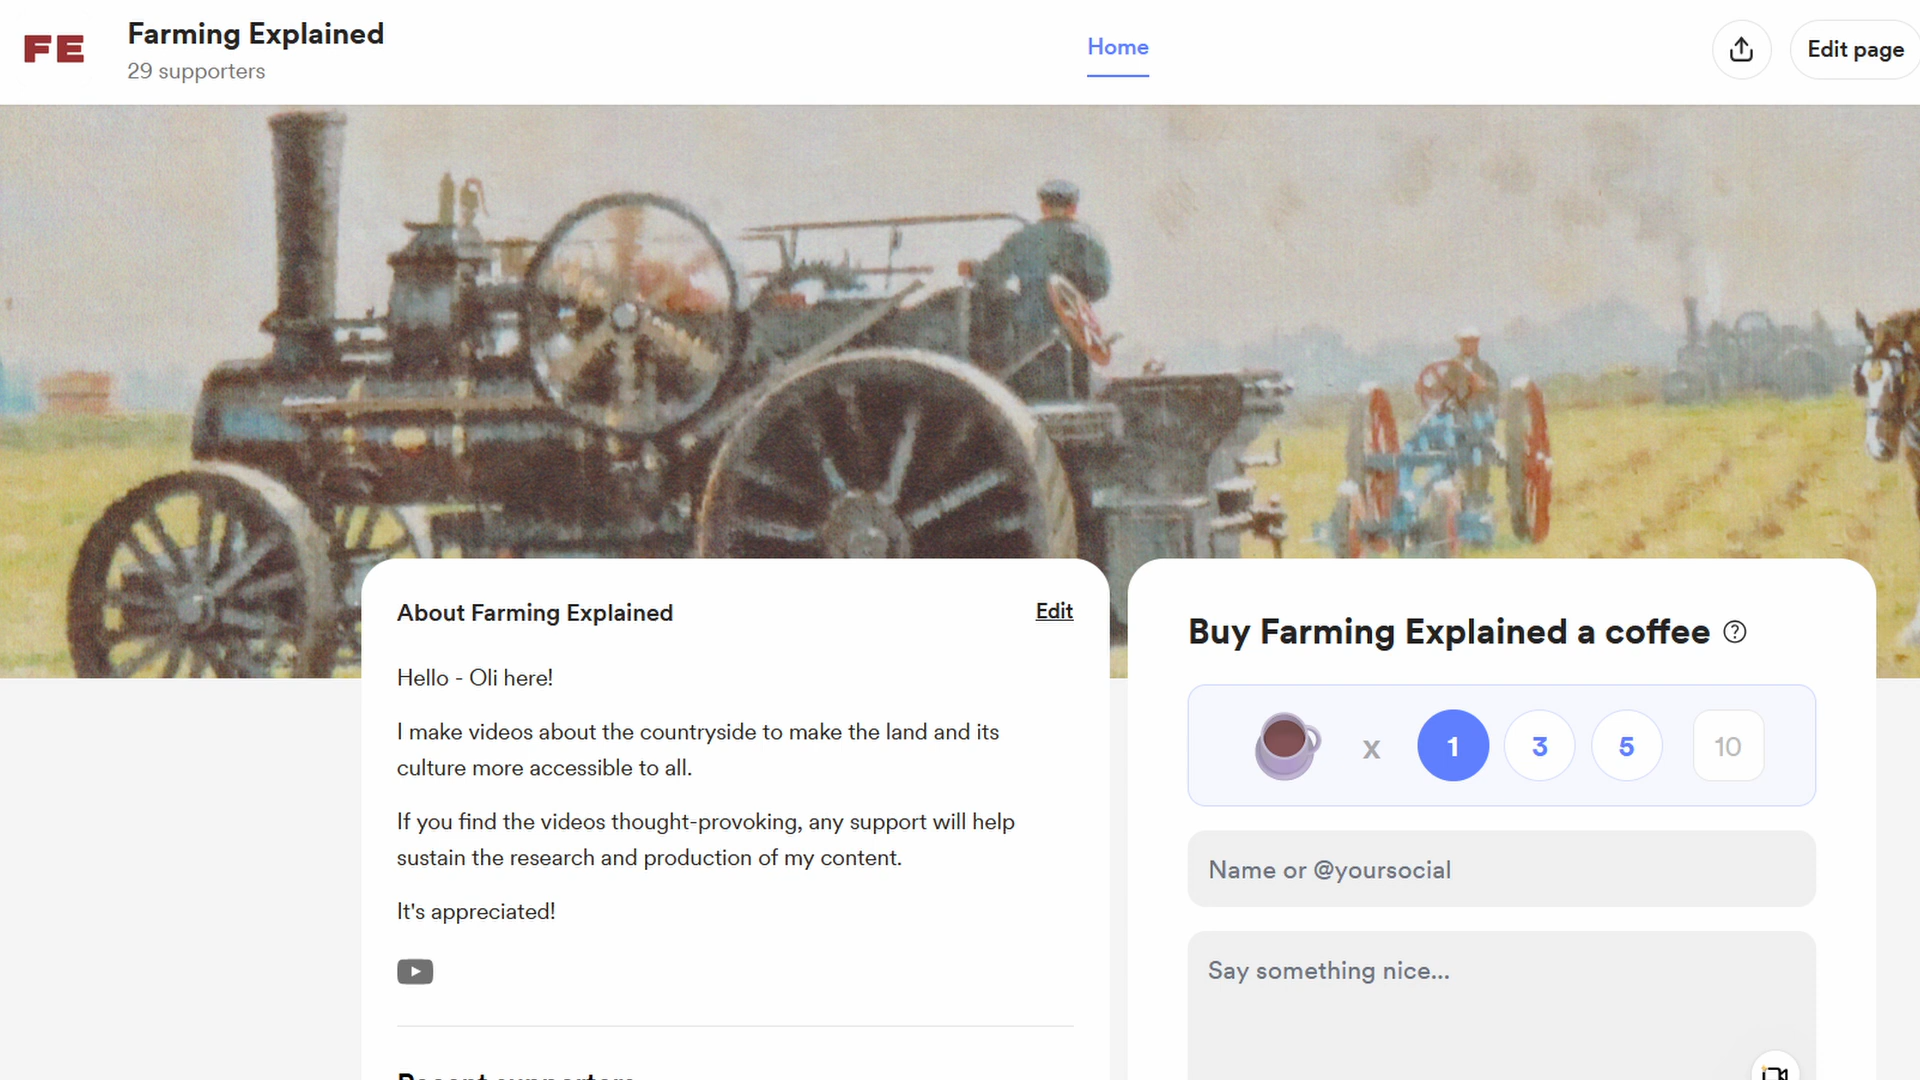 FE
Farming Explained
29 supporters
Home
Edit page
About Farming Explained
Edit
Hello - Oli here!
I make videos about the countryside to make the land and its
culture more accessible to all.
If you find the videos thought-provoking, any support will help
sustain the research and production of my content.
It's appreciated!
Recent supporters
Buy Farming Explained a coffee ?
x 1 3 5 10
Name or @yoursocial
Say something nice...